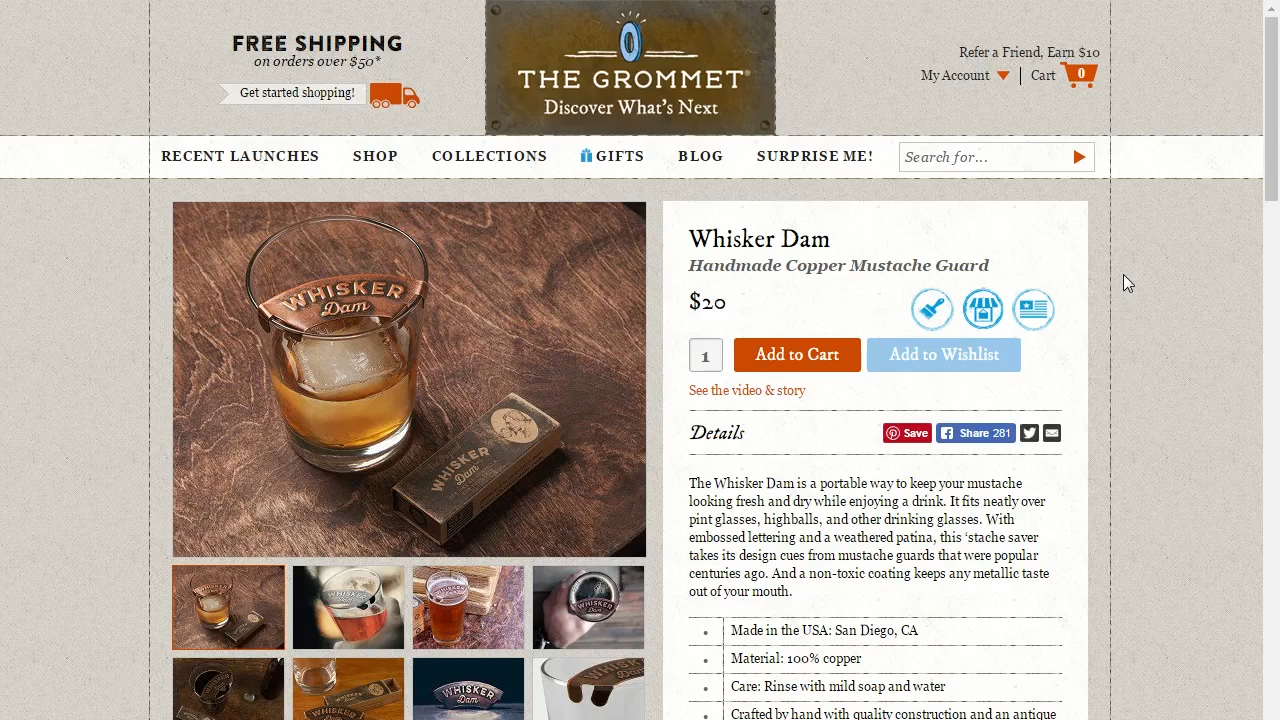 FREE SHIPPING
on orders over $50*
Get started shopping!
THE GROMMET®
Discover What's Next
Refer a Friend, Earn $10
My Account
Cart
0
RECENT LAUNCHES
SHOP
COLLECTIONS
GIFTS
BLOG
SURPRISE ME!
Search for...
WHISKER
Dam
WHISKER
Dam
Whisker Dam
Handmade Copper Mustache Guard
$20
1
Add to Cart
Add to Wishlist
See the video & story
Details
Save
Share 281
The Whisker Dam is a portable way to keep your mustache
looking fresh and dry while enjoying a drink. It fits neatly over
pint glasses, highballs, and other drinking glasses. With
embossed lettering and a weathered patina, this ‘stache saver
takes its design cues from mustache guards that were popular
centuries ago. And a non-toxic coating keeps any metallic taste
out of your mouth.
• Made in the USA: San Diego, CA
• Material: 100% copper
• Care: Rinse with mild soap and water
• Crafted by hand with quality construction and an antique
WHISKER
WHISKER
Dam